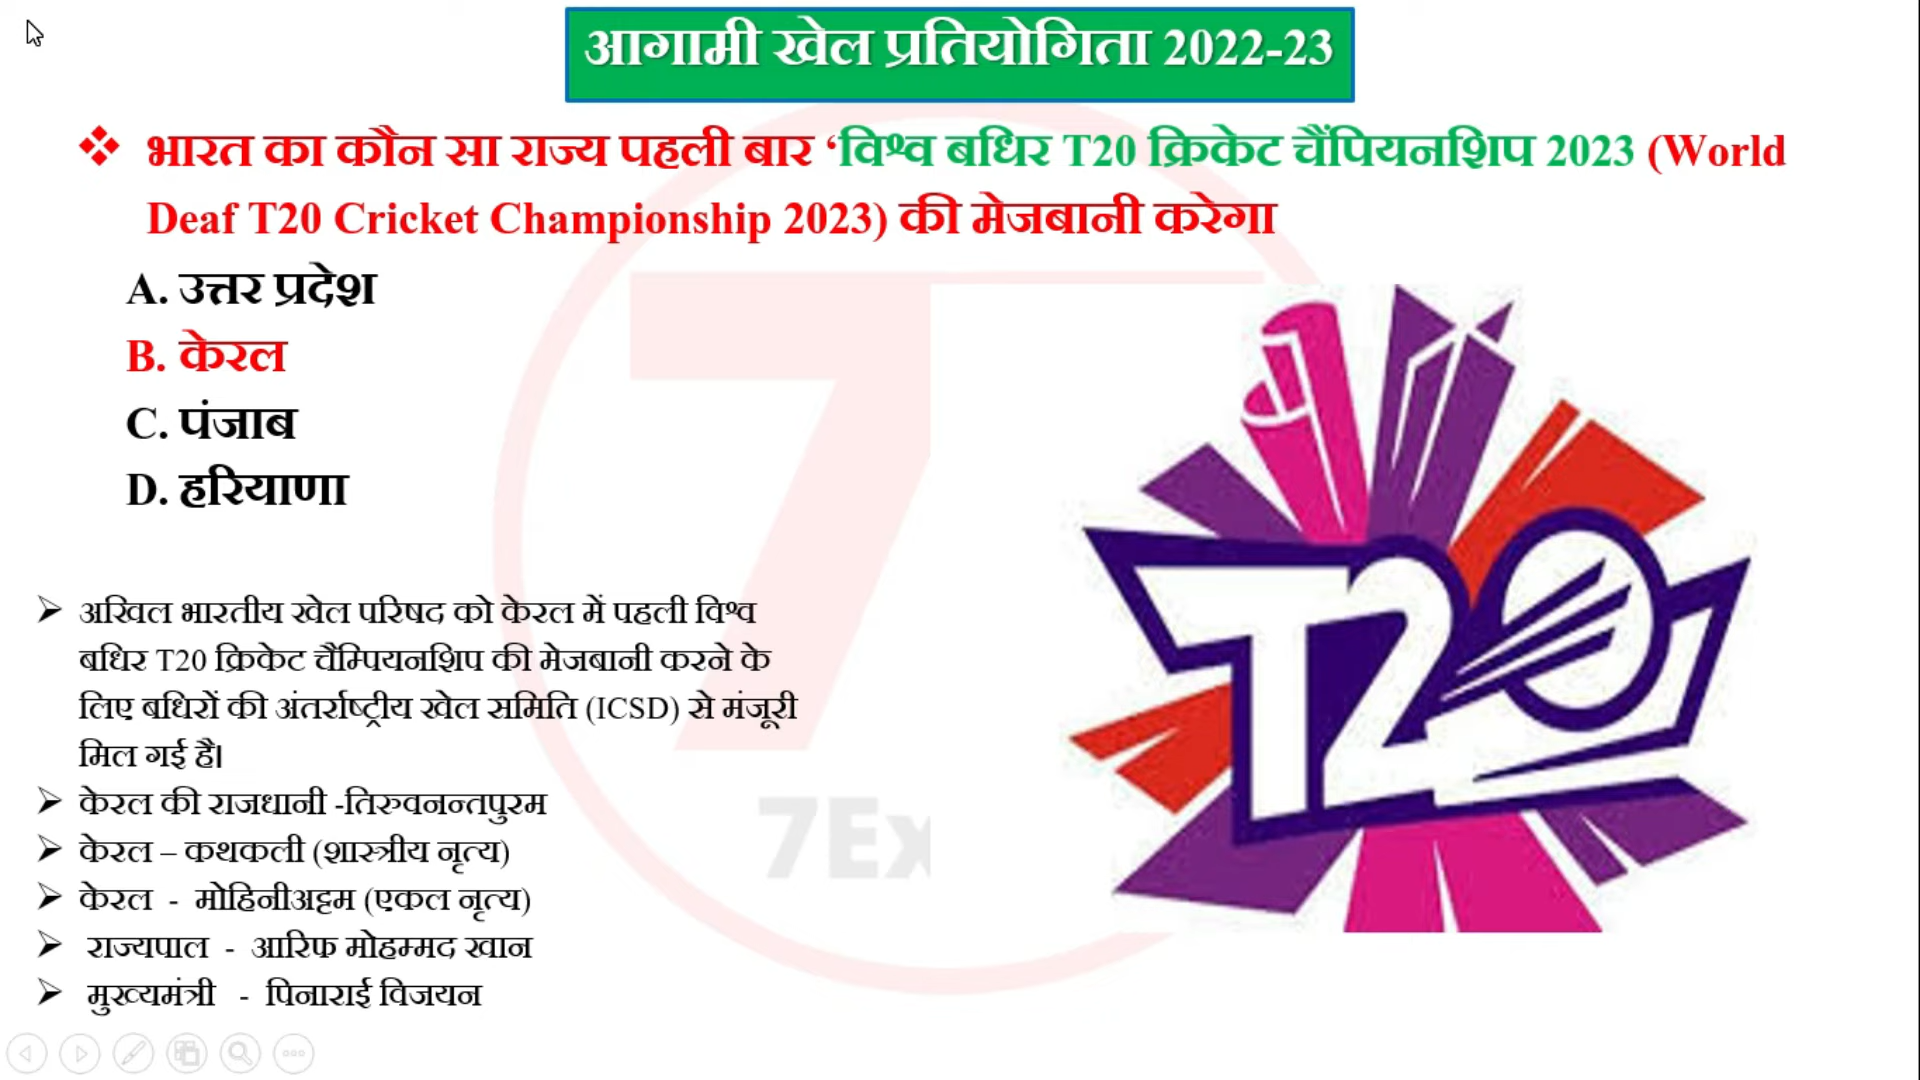 आगामी खेल प्रतियोगिता 2022-23
भारत का कौन सा राज्य पहली बार ‘विश्व बधिर T20 क्रिकेट चैंपियनशिप 2023 (World
Deaf T20 Cricket Championship 2023) की मेजबानी करेगा
A. उत्तर प्रदेश
B. केरल
C. पंजाब
D. हरियाणा
T20
अखिल भारतीय खेल परिषद को केरल में पहली विश्व
बधिर T20 क्रिकेट चैम्पियनशिप की मेजबानी करने के
लिए बधिरों की अंतर्राष्ट्रीय खेल समिति (ICSD) से मंजूरी
मिल गई है।
केरल की राजधानी -तिरुवनन्तपुरम
केरल – कथकली (शास्त्रीय नृत्य)
केरल - मोहिनीअट्टम (एकल नृत्य)
राज्यपाल - आरिफ मोहम्मद खान
मुख्यमंत्री - पिनाराई विजयन
7
7Ex